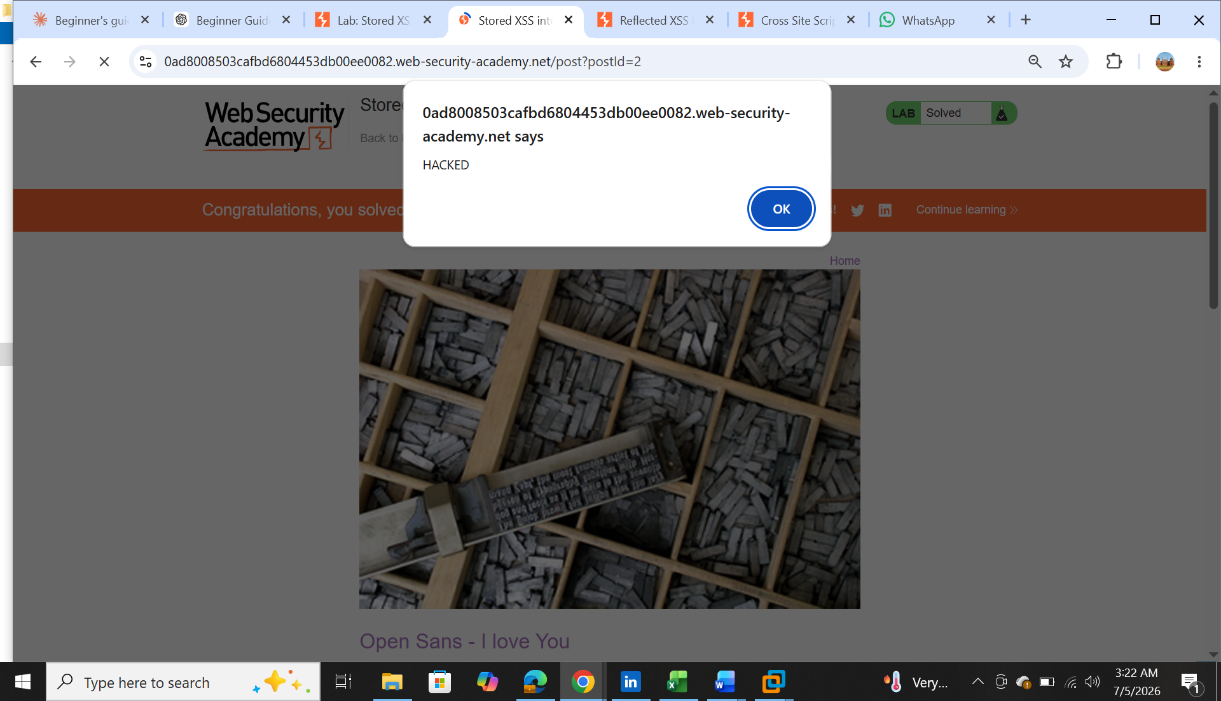 Beginner's gui
Beginner Guid
Lab: Stored XS
Stored XSS int
Reflected XSS
Cross Site Scrip
WhatsApp
0ad8008503cafbd6804453db00ee0082.web-security-academy.net/post?postId=2
0ad8008503cafbd6804453db00ee0082.web-security-
academy.net says
HACKED
OK
WebSecurity
Academy
Store
Back to
LAB Solved
Congratulations, you solved
Continue learning
Home
Open Sans - I love You
Type here to search
Very...
3:22 AM
7/5/2026
1